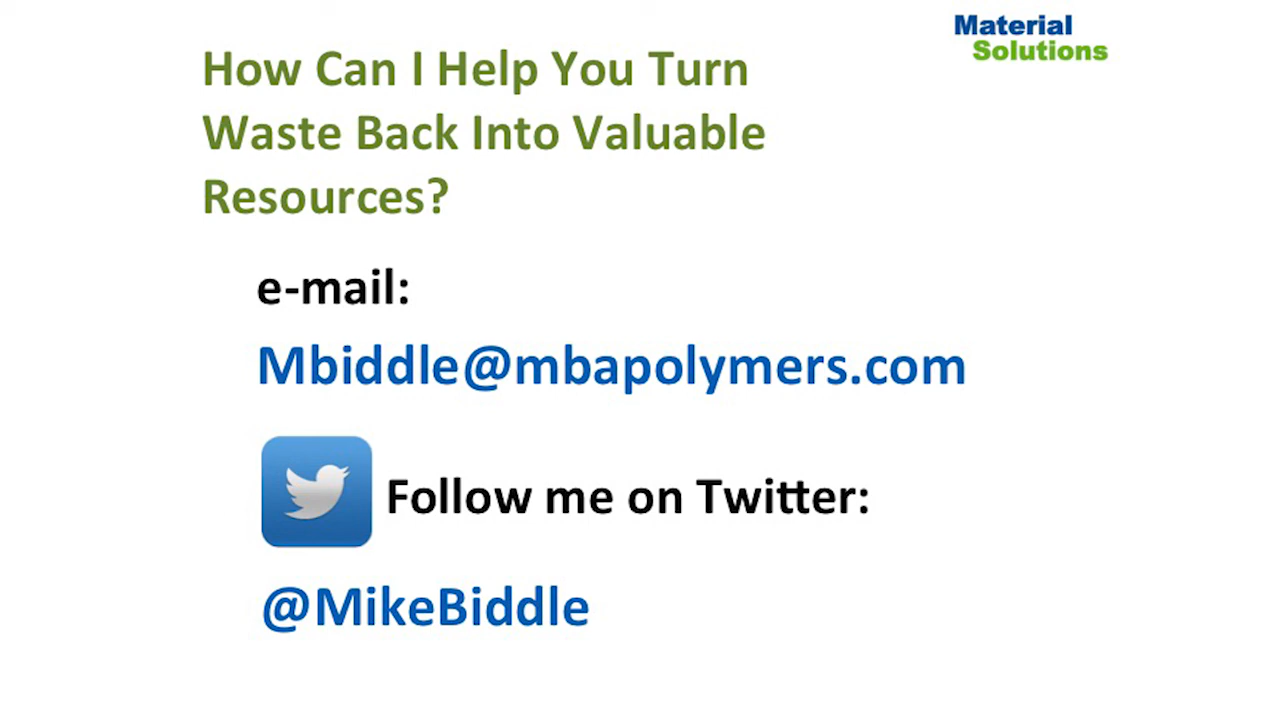 Material
Solutions
How Can I Help You Turn
Waste Back Into Valuable
Resources?
e-mail:
Mbiddle@mbapolymers.com
Follow me on Twitter:
@MikeBiddle